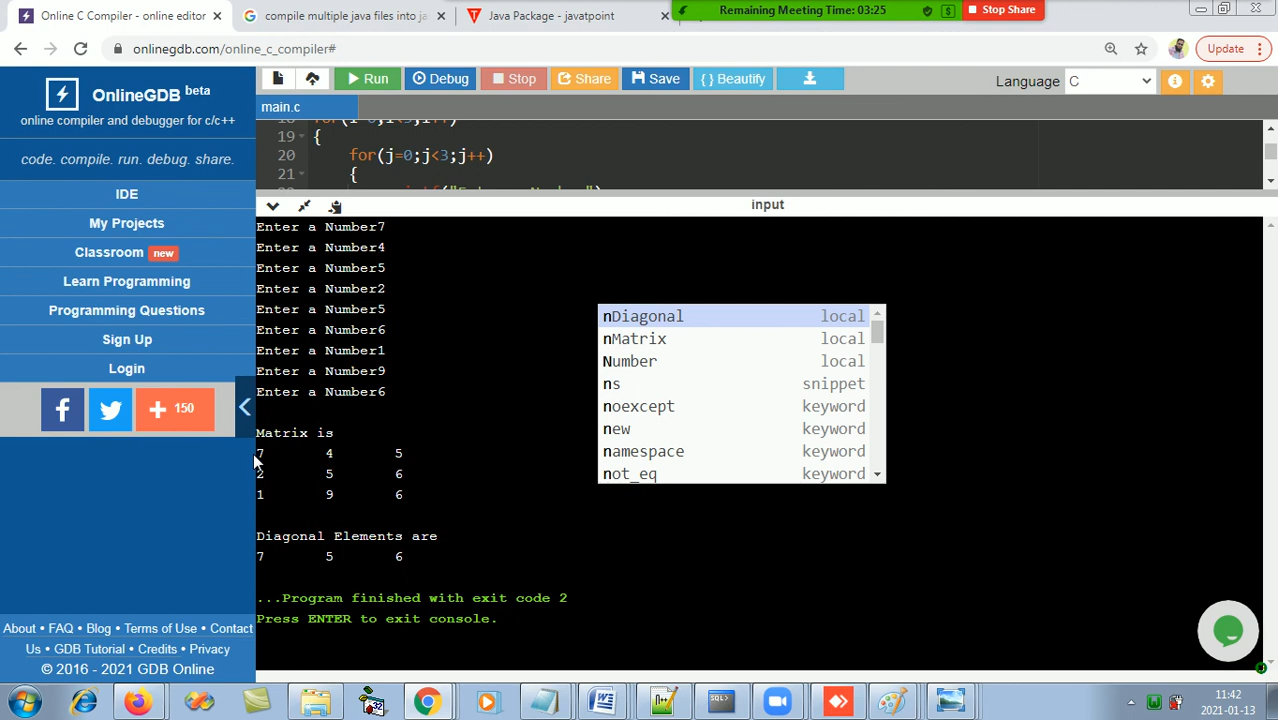 Online C Compiler - online editor
compile multiple java files into ja
Java Package - javatpoint
Remaining Meeting Time: 03:25
Stop Share
onlinegdb.com/online_c_compiler#
Update
OnlineGDB beta
online compiler and debugger for c/c++
code. compile. run. debug. share.
IDE
My Projects
Classroom new
Learn Programming
Programming Questions
Sign Up
Login
150
About • FAQ • Blog • Terms of Use • Contact
Us • GDB Tutorial • Credits • Privacy
© 2016 - 2021 GDB Online
Run
Debug
Stop
Share
Save
{ } Beautify
Language C
main.c
19 {
20 for(j=0;j<3;j++)
21 {
input
Enter a Number7
Enter a Number4
Enter a Number5
Enter a Number2
Enter a Number5
Enter a Number6
Enter a Number1
Enter a Number9
Enter a Number6
Matrix is
7 4 5
2 5 6
1 9 6
Diagonal Elements are
7 5 6
...Program finished with exit code 2
Press ENTER to exit console.
nDiagonal local
nMatrix local
Number local
ns snippet
noexcept keyword
new keyword
namespace keyword
not_eq keyword
11:42
2021-01-13